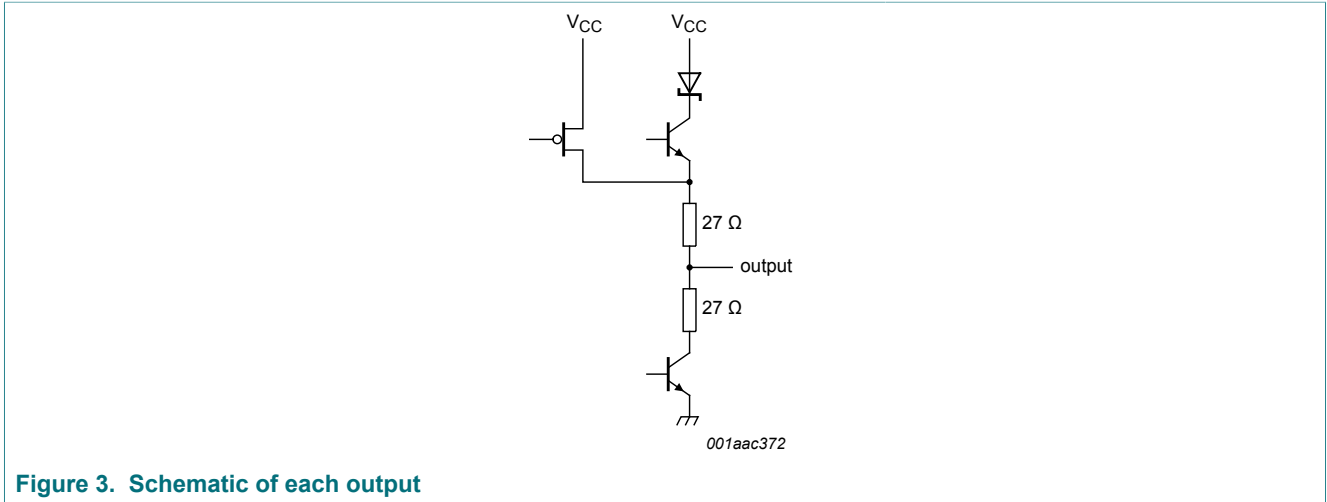 VCC VCC
27 Ω
output
27 Ω
001aac372
Figure 3. Schematic of each output